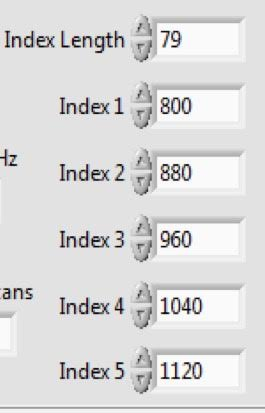 Index Length 79
Index 1 800
Hz
Index 2 880
Index 3 960
ans
Index 4 1040
Index 5 1120